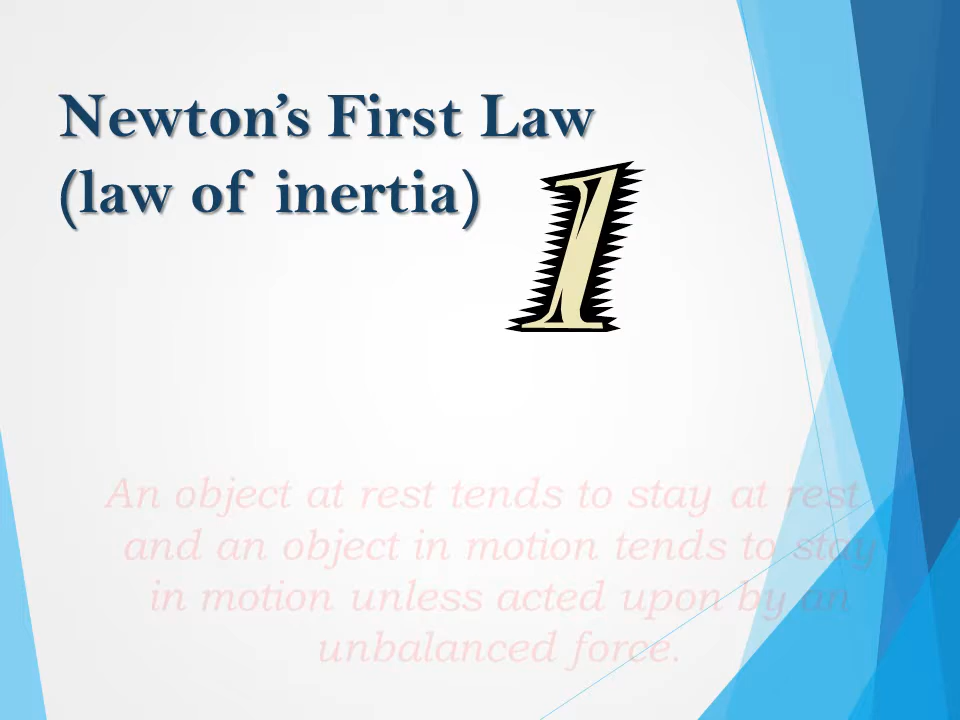 Newton’s First Law
(law of inertia)
1
An object at rest tends to stay at rest
and an object in motion tends to stay
in motion unless acted upon by an
unbalanced force.